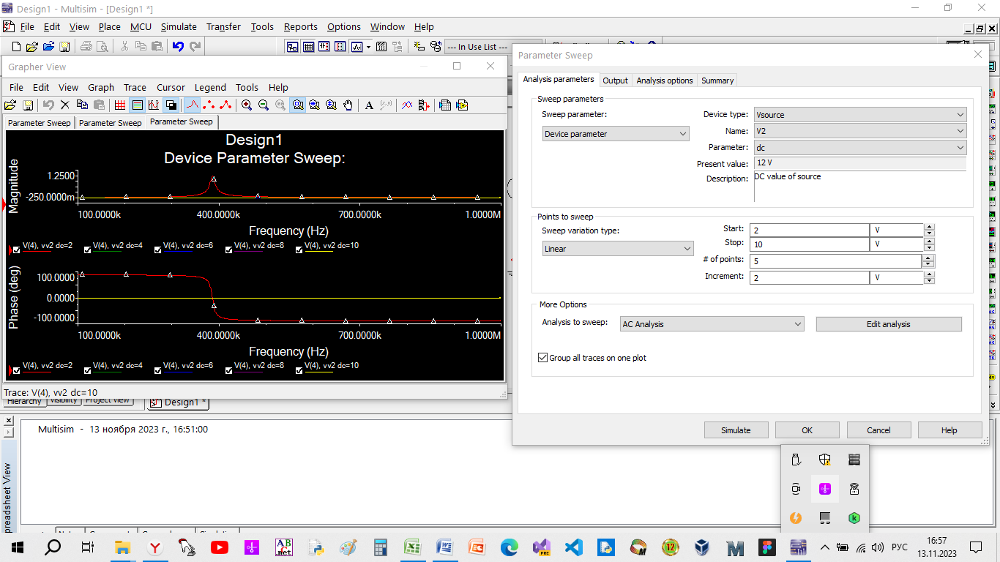 Design1 - Multisim - [Design1 *]
File Edit View Place MCU Simulate Transfer Tools Reports Options Window Help
--- In Use List ---
Grapher View
File Edit View Graph Trace Cursor Legend Tools Help
Parameter Sweep Parameter Sweep Parameter Sweep
Design1
Device Parameter Sweep:
Magnitude
1.2500
-250.0000m
100.0000k 400.0000k 700.0000k 1.0000M
Frequency (Hz)
V(4), vv2 dc=2 V(4), vv2 dc=4 V(4), vv2 dc=6 V(4), vv2 dc=8 V(4), vv2 dc=10
Phase (deg)
100.0000
0.0000
-100.0000
100.0000k 400.0000k 700.0000k 1.0000M
Frequency (Hz)
V(4), vv2 dc=2 V(4), vv2 dc=4 V(4), vv2 dc=6 V(4), vv2 dc=8 V(4), vv2 dc=10
Trace: V(4), vv2 dc=10
Hierarchy Visibility Project View
Design1 *
Multisim - 13 ноября 2023 г., 16:51:00
preadsheet View
Parameter Sweep
Analysis parameters Output Analysis options Summary
Sweep parameters
Sweep parameter:
Device parameter
Device type: Vsource
Name: V2
Parameter: dc
Present value: 12 V
Description: DC value of source
Points to sweep
Sweep variation type:
Linear
Start: 2 V
Stop: 10 V
# of points: 5
Increment: 2 V
More Options
Analysis to sweep: AC Analysis Edit analysis
Group all traces on one plot
Simulate OK Cancel Help
РУС
16:57
13.11.2023